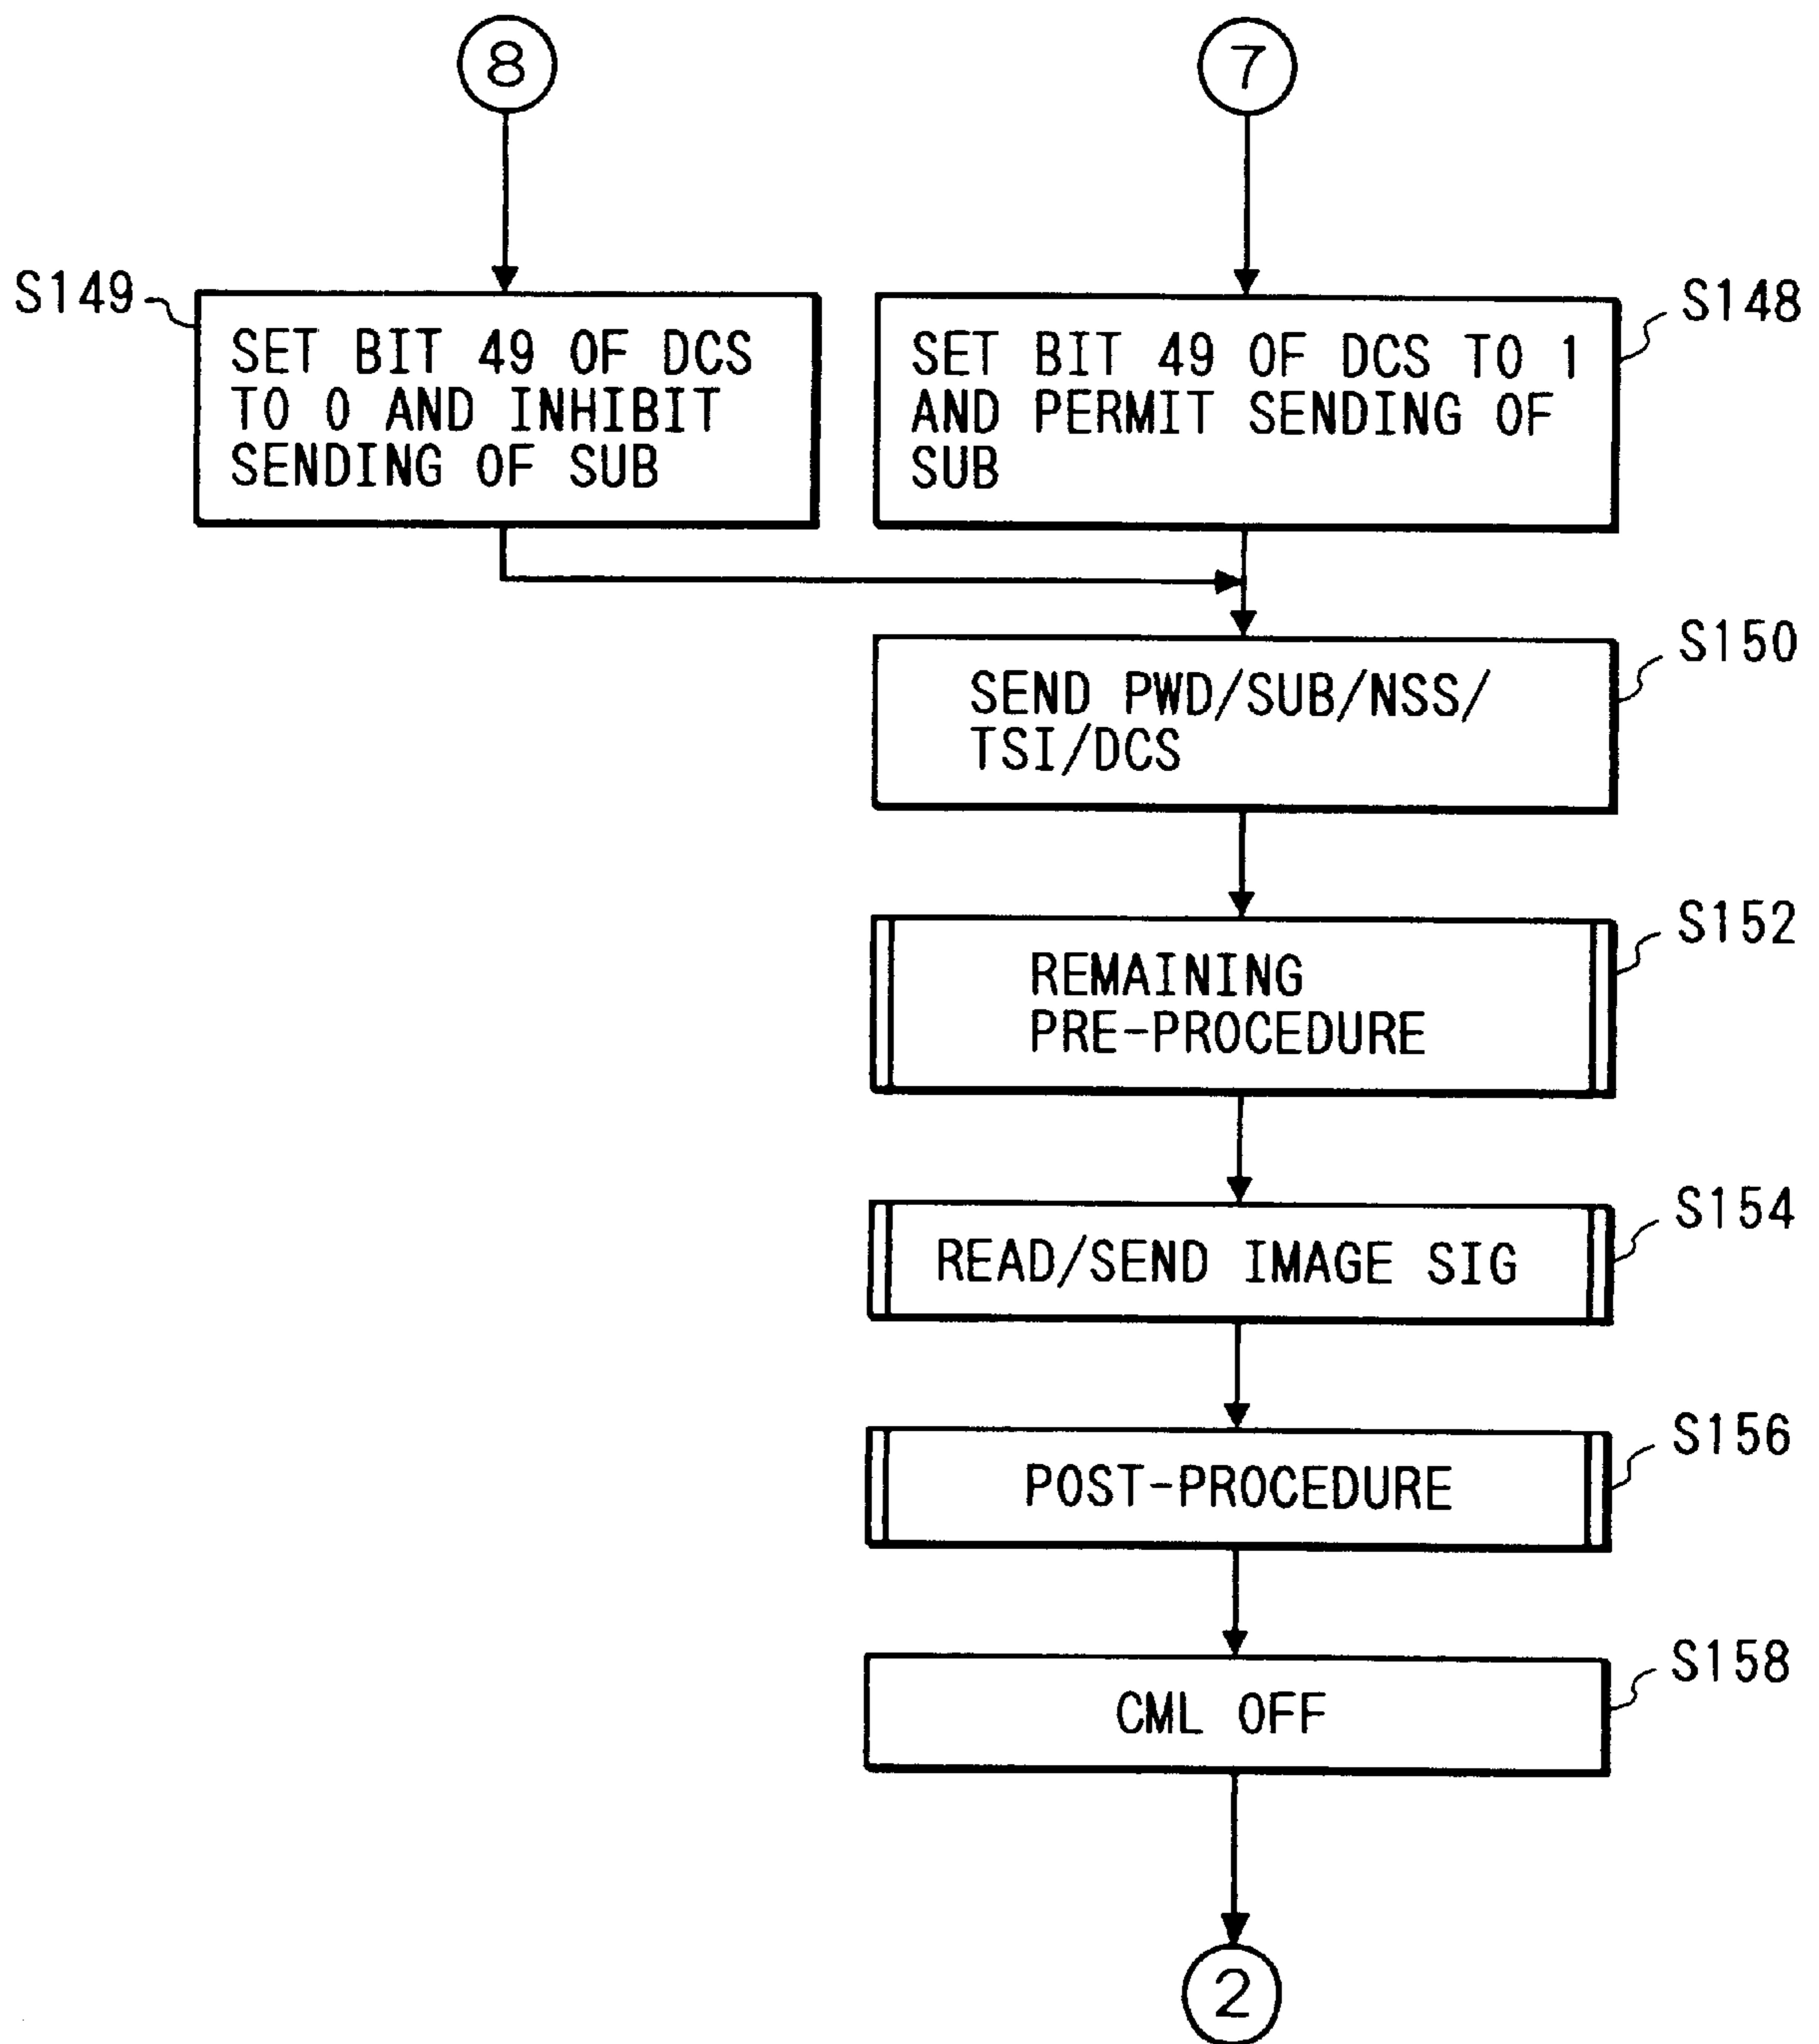 8
7
S149
SET BIT 49 OF DCS
TO 0 AND INHIBIT
SENDING OF SUB
S148
SET BIT 49 OF DCS TO 1
AND PERMIT SENDING OF
SUB
S150
SEND PWD/SUB/NSS/
TSI/DCS
S152
REMAINING
PRE-PROCEDURE
S154
READ/SEND IMAGE SIG
S156
POST-PROCEDURE
S158
CML OFF
2